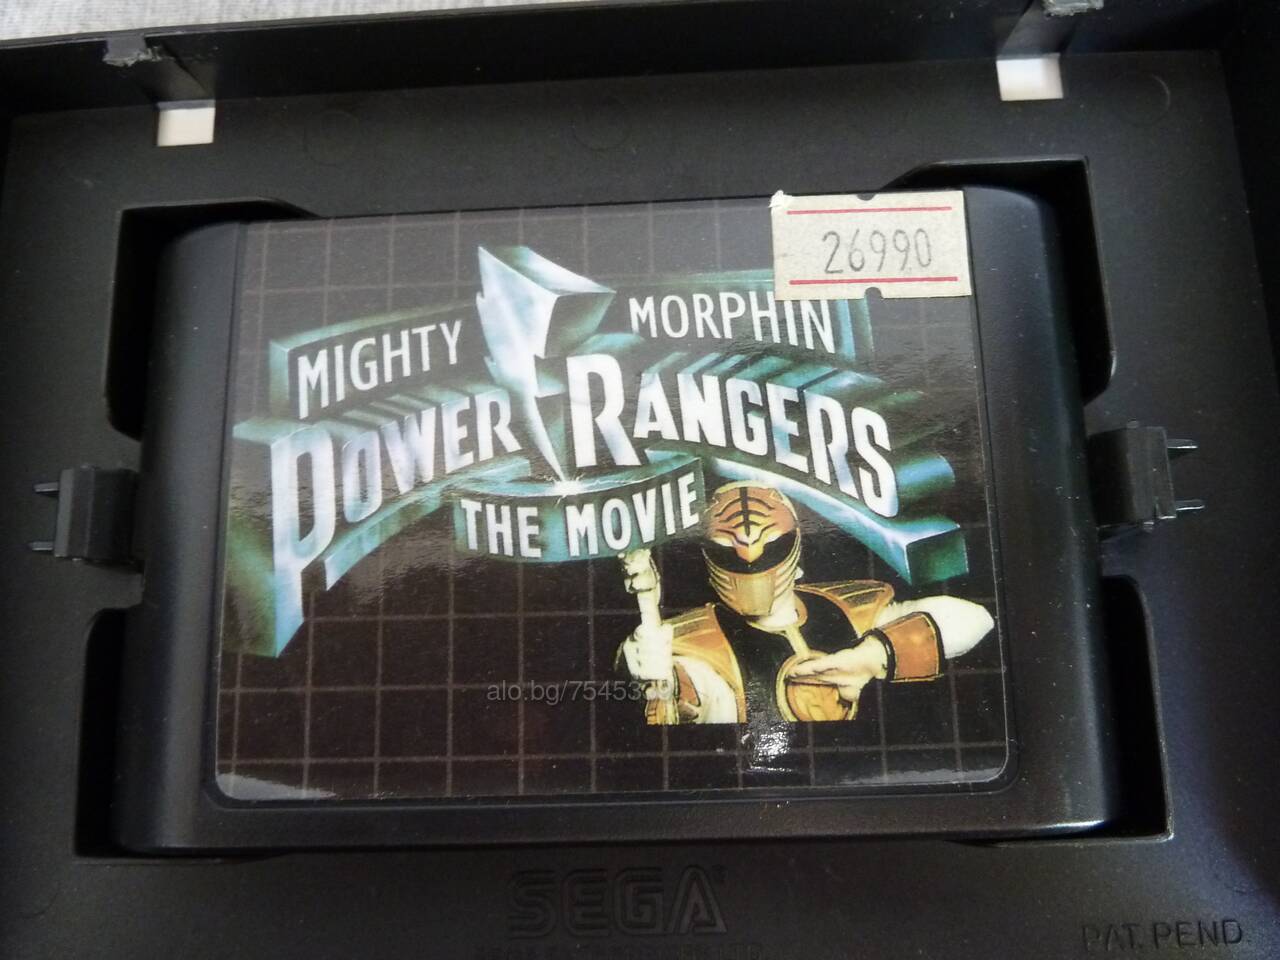 26990
MIGHTY MORPHIN
POWER RANGERS
THE MOVIE
SEGA
PAT. PEND.